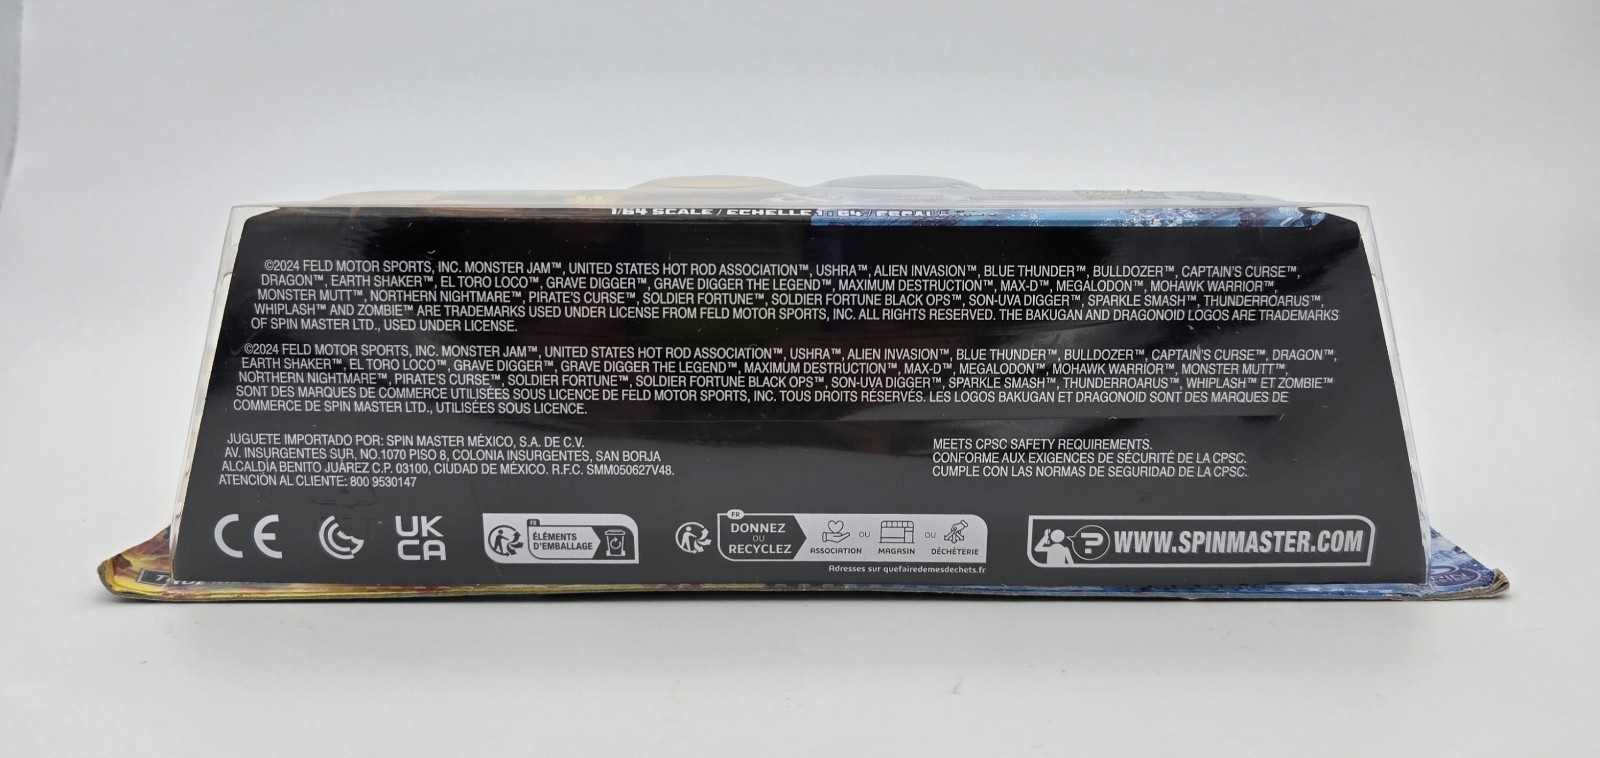 1/64 SCALE / ECHELLE 1:64 /
©2024 FELD MOTOR SPORTS, INC. MONSTER JAM™, UNITED STATES HOT ROD ASSOCIATION™, USHRA™, ALIEN INVASION™, BLUE THUNDER™, BULLDOZER™, CAPTAIN'S CURSE™,
DRAGON™, EARTH SHAKER™, EL TORO LOCO™, GRAVE DIGGER™, GRAVE DIGGER THE LEGEND™, MAXIMUM DESTRUCTION™, MAX-D™, MEGALODON™, MOHAWK WARRIOR™,
MONSTER MUTT™, NORTHERN NIGHTMARE™, PIRATE'S CURSE™, SOLDIER FORTUNE™, SOLDIER FORTUNE BLACK OPS™, SON-UVA DIGGER™, SPARKLE SMASH™, THUNDERROARUS™,
WHIPLASH™ AND ZOMBIE™ ARE TRADEMARKS USED UNDER LICENSE FROM FELD MOTOR SPORTS, INC. ALL RIGHTS RESERVED. THE BAKUGAN AND DRAGONOID LOGOS ARE TRADEMARKS
OF SPIN MASTER LTD., USED UNDER LICENSE.
©2024 FELD MOTOR SPORTS, INC. MONSTER JAM™, UNITED STATES HOT ROD ASSOCIATION™, USHRA™, ALIEN INVASION™, BLUE THUNDER™, BULLDOZER™, CAPTAIN'S CURSE™, DRAGON™,
EARTH SHAKER™, EL TORO LOCO™, GRAVE DIGGER™, GRAVE DIGGER THE LEGEND™, MAXIMUM DESTRUCTION™, MAX-D™, MEGALODON™, MOHAWK WARRIOR™, MONSTER MUTT™,
NORTHERN NIGHTMARE™, PIRATE'S CURSE™, SOLDIER FORTUNE™, SOLDIER FORTUNE BLACK OPS™, SON-UVA DIGGER™, SPARKLE SMASH™, THUNDERROARUS™, WHIPLASH™ ET ZOMBIE™
SONT DES MARQUES DE COMMERCE UTILISÉES SOUS LICENCE DE FELD MOTOR SPORTS, INC. TOUS DROITS RÉSERVÉS. LES LOGOS BAKUGAN ET DRAGONOID SONT DES MARQUES DE
COMMERCE DE SPIN MASTER LTD., UTILISÉES SOUS LICENCE.
JUGUETE IMPORTADO POR: SPIN MASTER MÉXICO, S.A. DE C.V.
AV. INSURGENTES SUR, NO.1070 PISO 8, COLONIA INSURGENTES, SAN BORJA
ALCALDÍA BENITO JUÁREZ C.P. 03100, CIUDAD DE MÉXICO. R.F.C. SMM050627V48.
ATENCIÓN AL CLIENTE: 800 9530147
MEETS CPSC SAFETY REQUIREMENTS.
CONFORME AUX EXIGENCES DE SÉCURITÉ DE LA CPSC.
CUMPLE CON LAS NORMAS DE SEGURIDAD DE LA CPSC.
CE
UK
CA
FR
ÉLÉMENTS
D'EMBALLAGE
FR
DONNEZ
OU
RECYCLEZ
ASSOCIATION OU MAGASIN OU DÉCHÈTERIE
Adresses sur quefairedemesdechets.fr
WWW.SPINMASTER.COM